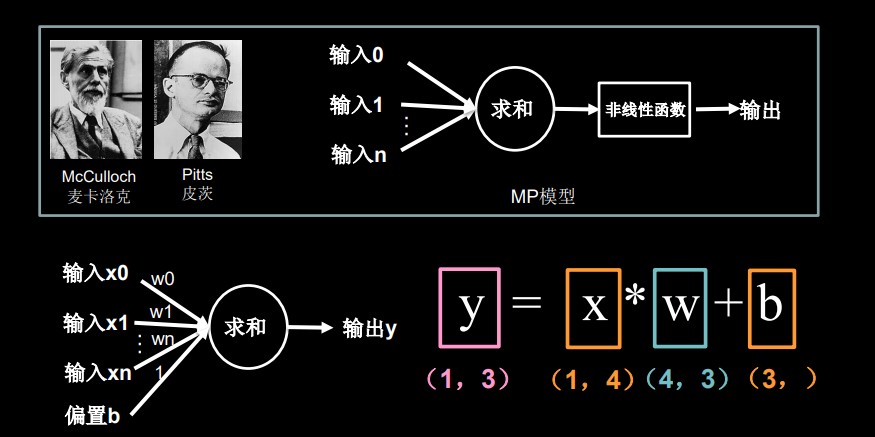 McCulloch
麦卡洛克
Pitts
皮茨
输入0
输入1
⋮
输入n
求和
非线性函数
输出
MP模型
输入x0
w0
输入x1
w1
⋮
wn
输入xn
1
偏置b
求和
输出y
y = x * w + b
（1，3） （1，4）（4，3）（3，）